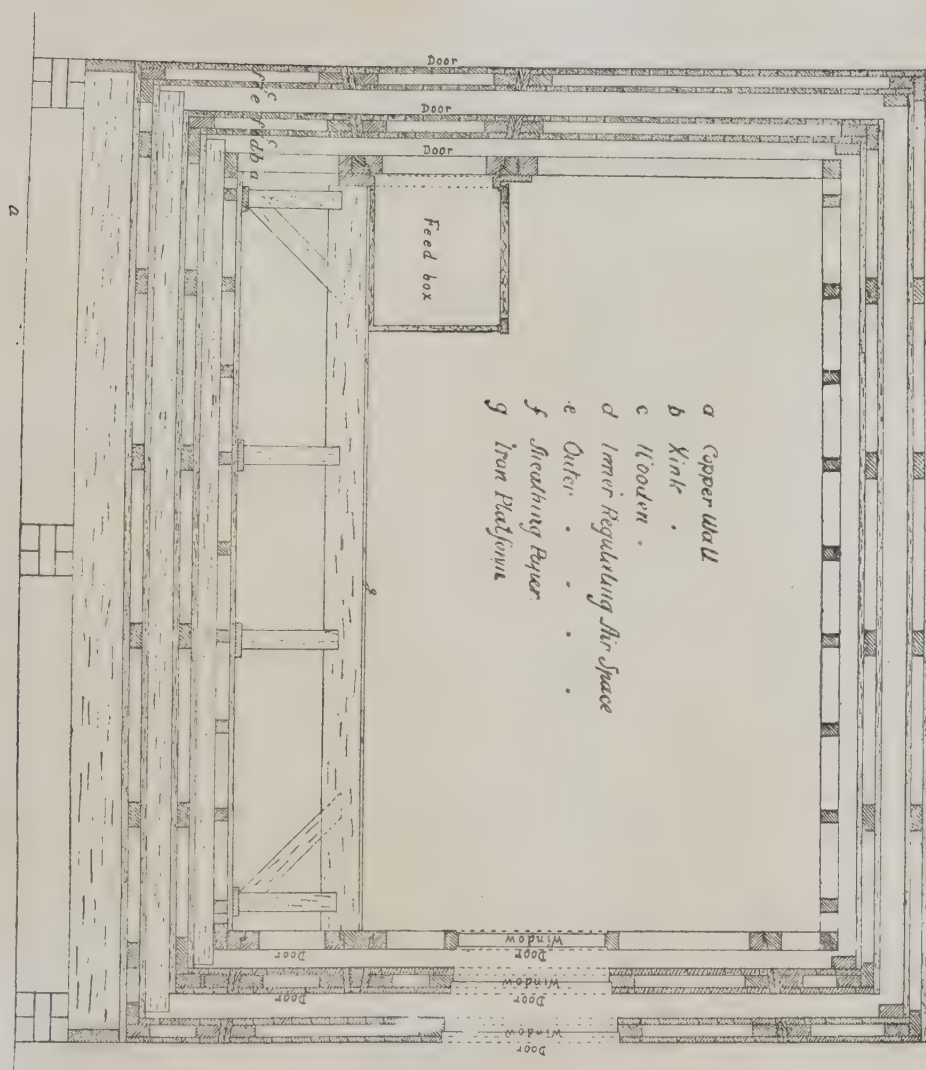 Door
Door
Door
f e f d b a
c c
Feed box
a Copper Wall
b Zink .
c Wooden .
d Inner Regulating Air Space
e Outer . . . .
f Sheathing Paper
g Iron Platform
g
a
Window
Door
Door
Window
Door
Door
Window
Door